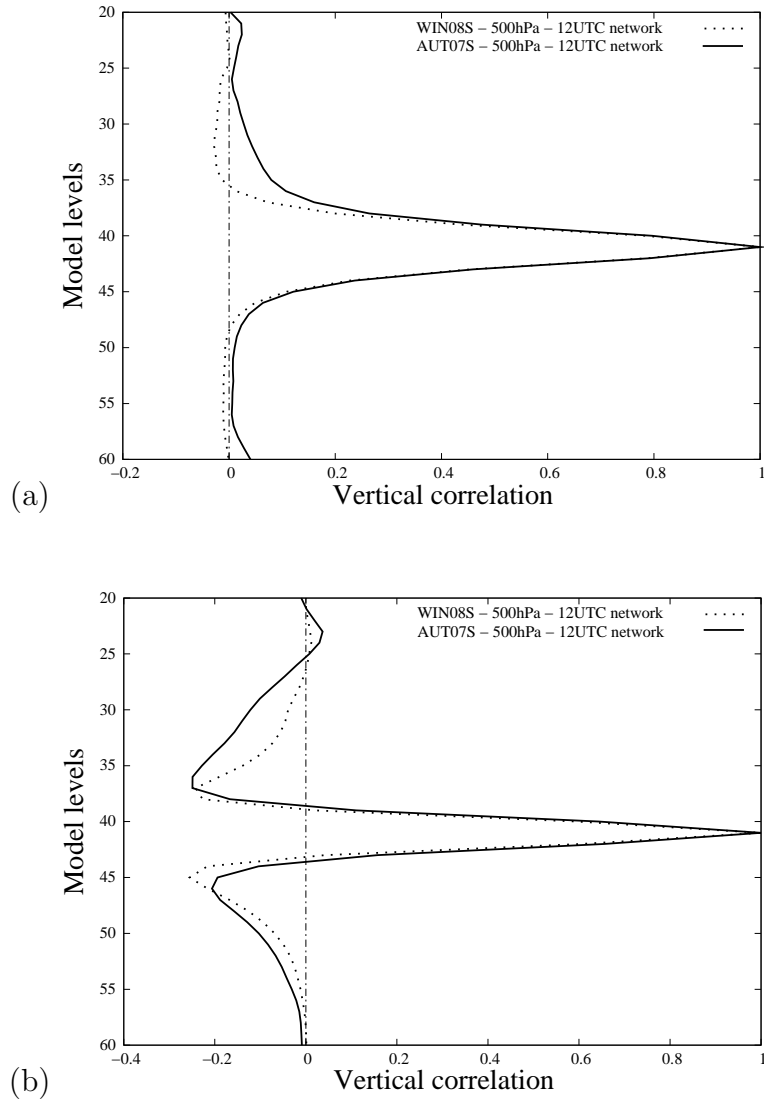 20
25
30
35
40
45
50
55
60
Model levels
WIN08S – 500hPa – 12UTC network
AUT07S – 500hPa – 12UTC network
−0.2 0 0.2 0.4 0.6 0.8 1
Vertical correlation
(a)
20
25
30
35
40
45
50
55
60
Model levels
WIN08S – 500hPa – 12UTC network
AUT07S – 500hPa – 12UTC network
−0.4 −0.2 0 0.2 0.4 0.6 0.8 1
Vertical correlation
(b)